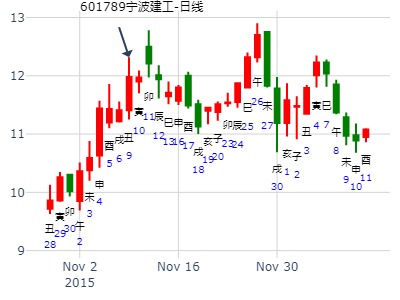 601789宁波建工-日线
13
12
11
10
9
丑
28
寅
29
卯
30
午
2
未
3
申
4
酉
5
戌
6
丑
9
寅
10
卯
11
辰
12
巳
13
申
16
酉
17
戌
18
亥
19
子
20
卯
23
辰
24
巳
25
午
26
未
27
戌
30
亥
1
子
2
丑
3
寅
4
巳
7
午
8
未
9
申
10
酉
11
Nov 2
2015
Nov 16
Nov 30